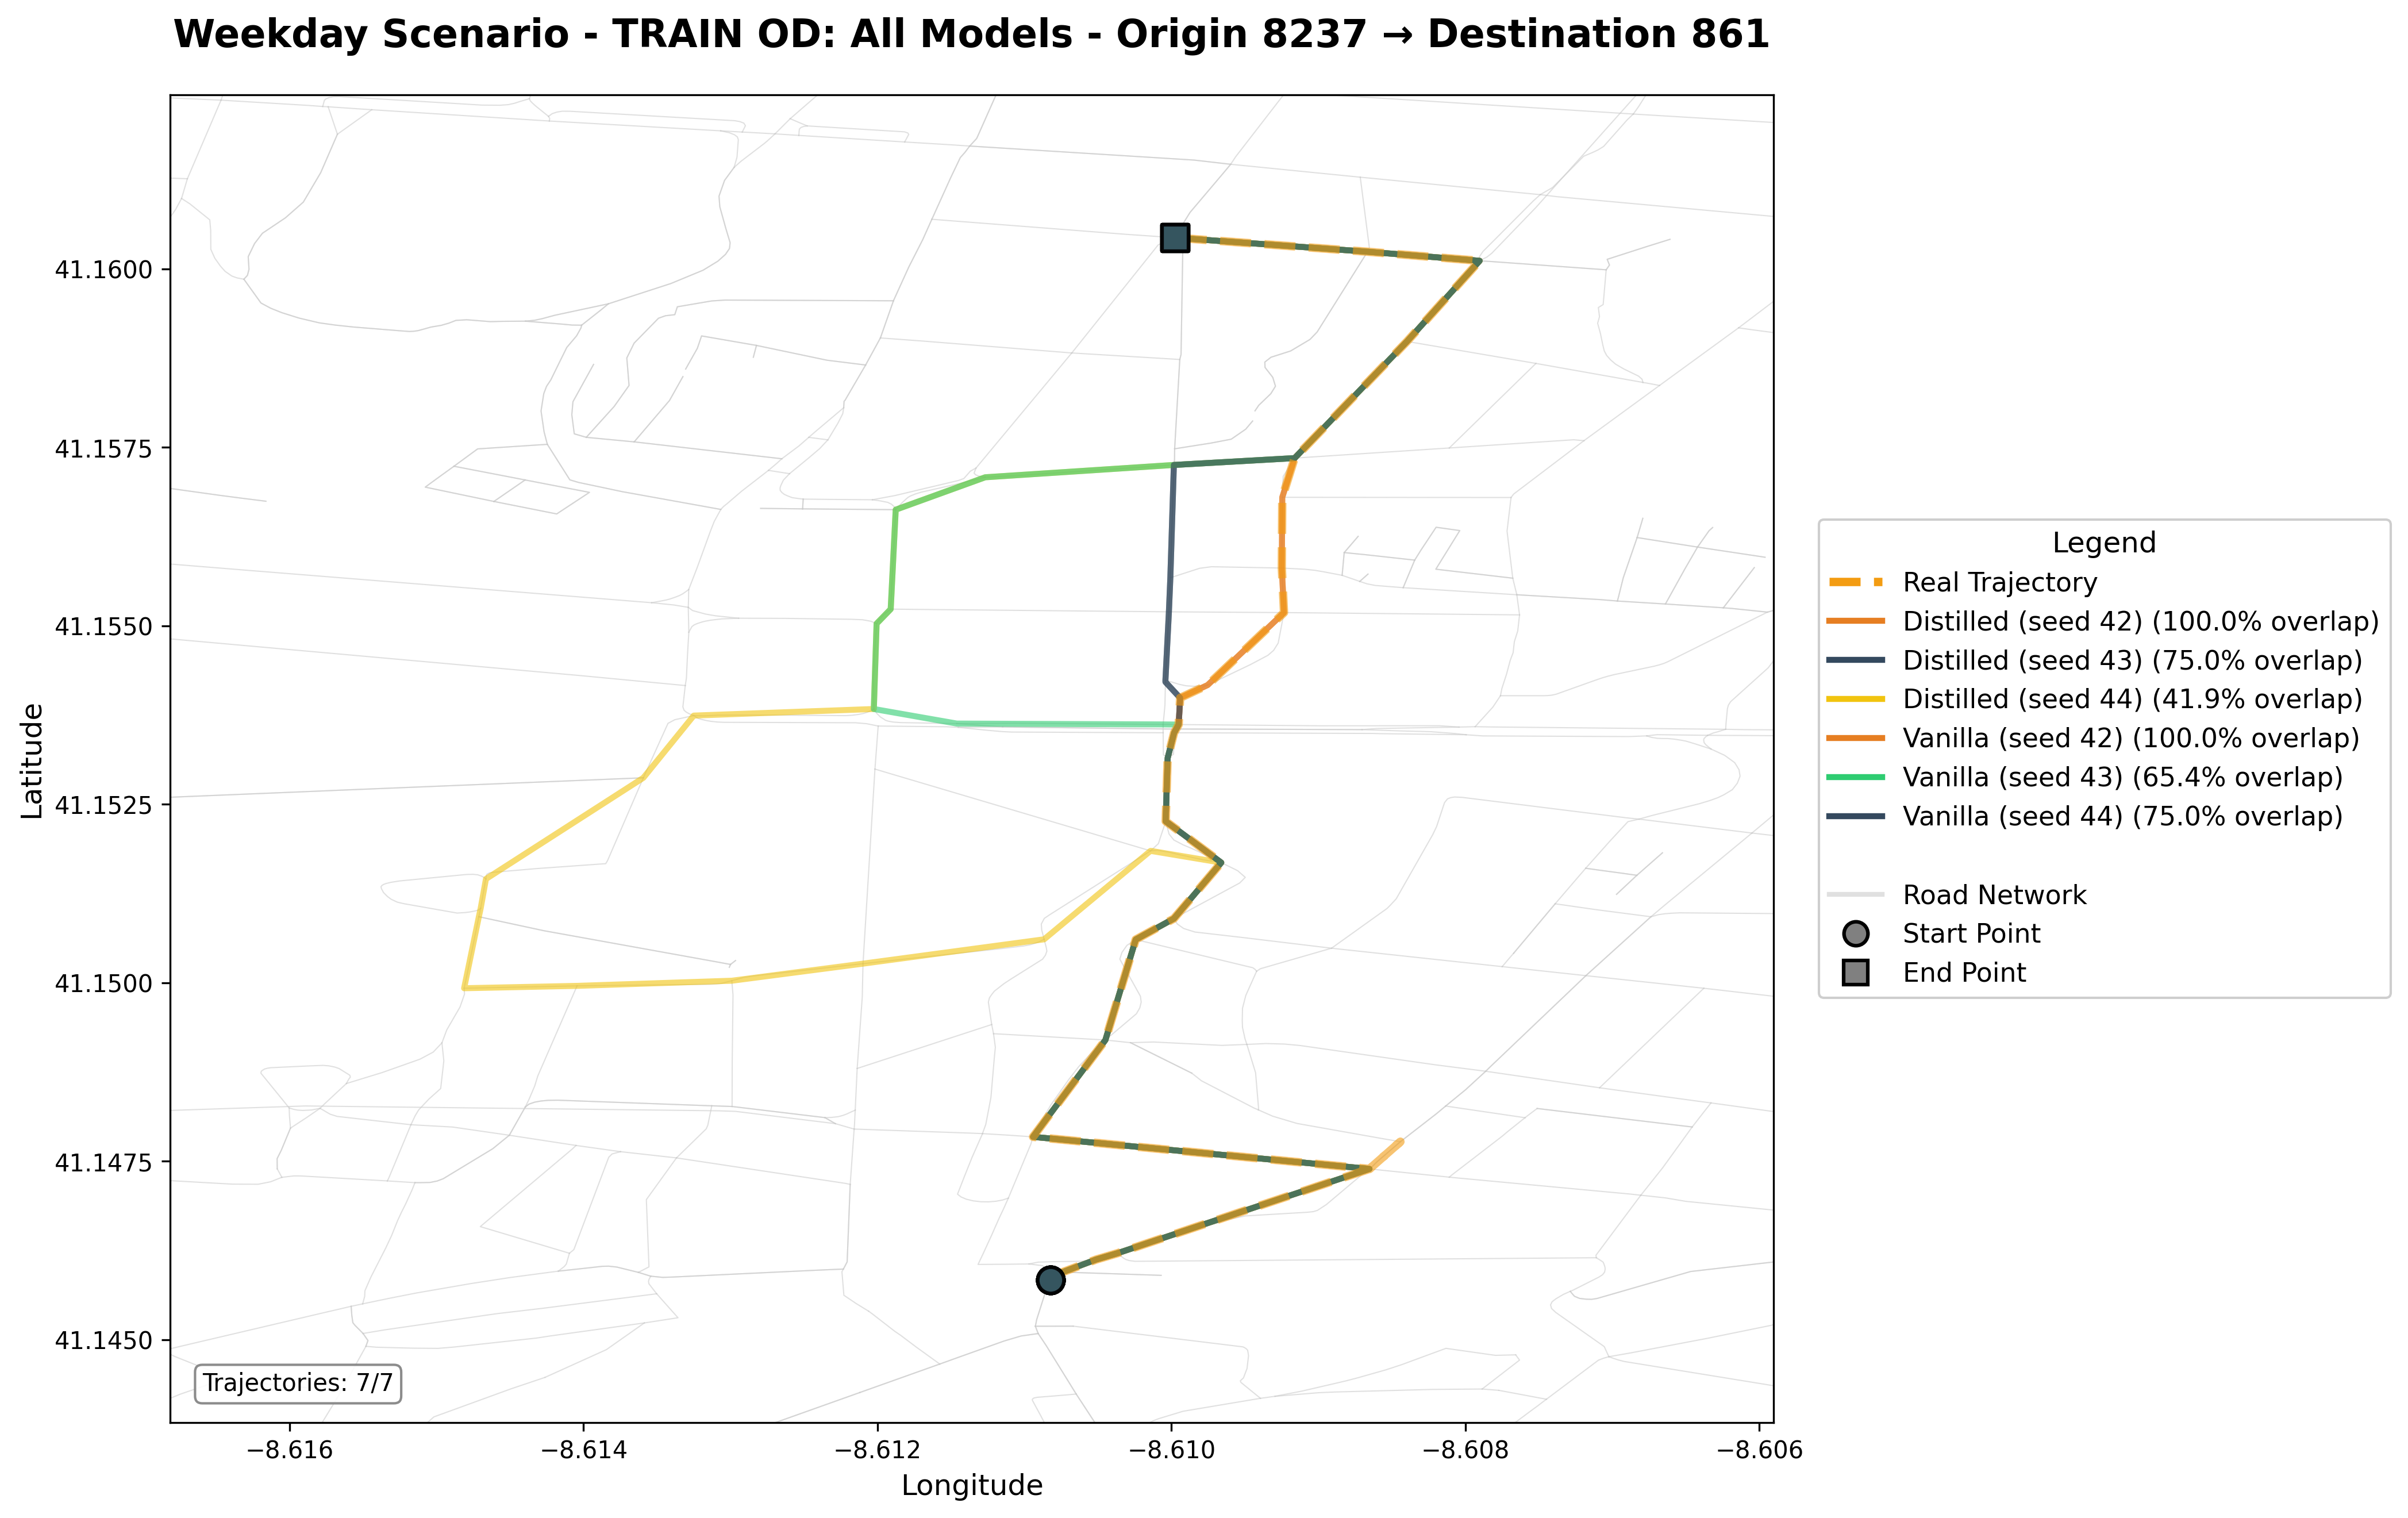 Weekday Scenario - TRAIN OD: All Models - Origin 8237 → Destination 861
41.1600
41.1575
41.1550
41.1525
41.1500
41.1475
41.1450
Latitude
−8.616
−8.614
−8.612
−8.610
−8.608
−8.606
Longitude
Trajectories: 7/7
Legend
Real Trajectory
Distilled (seed 42) (100.0% overlap)
Distilled (seed 43) (75.0% overlap)
Distilled (seed 44) (41.9% overlap)
Vanilla (seed 42) (100.0% overlap)
Vanilla (seed 43) (65.4% overlap)
Vanilla (seed 44) (75.0% overlap)
Road Network
Start Point
End Point